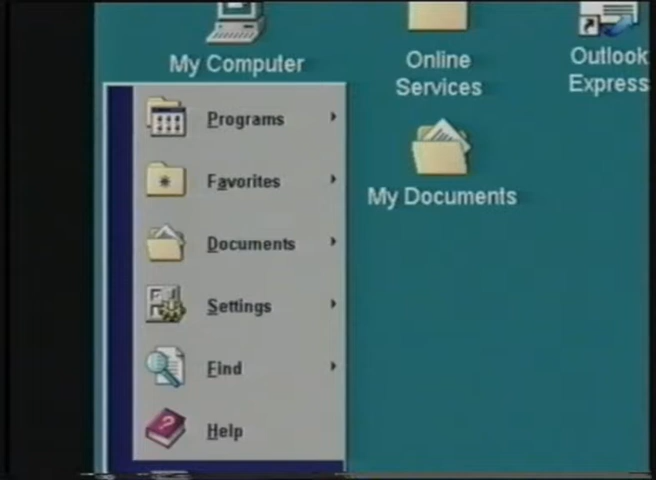 My Computer
Online
Services
Outlook
Express
Programs
Favorites
My Documents
Documents
Settings
Find
Help